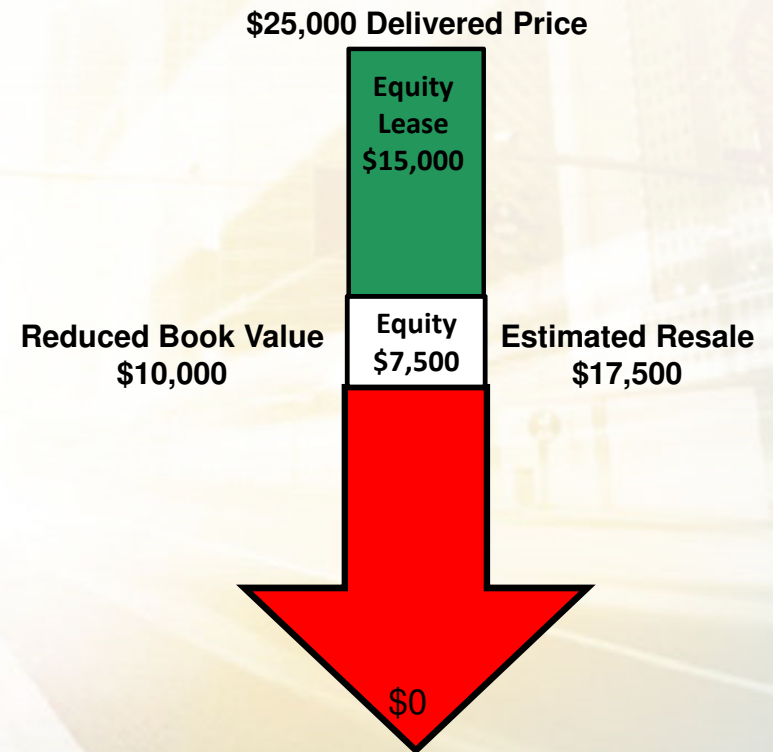 $25,000 Delivered Price
Equity
Lease
$15,000
Reduced Book Value
$10,000
Equity
$7,500
Estimated Resale
$17,500
$0